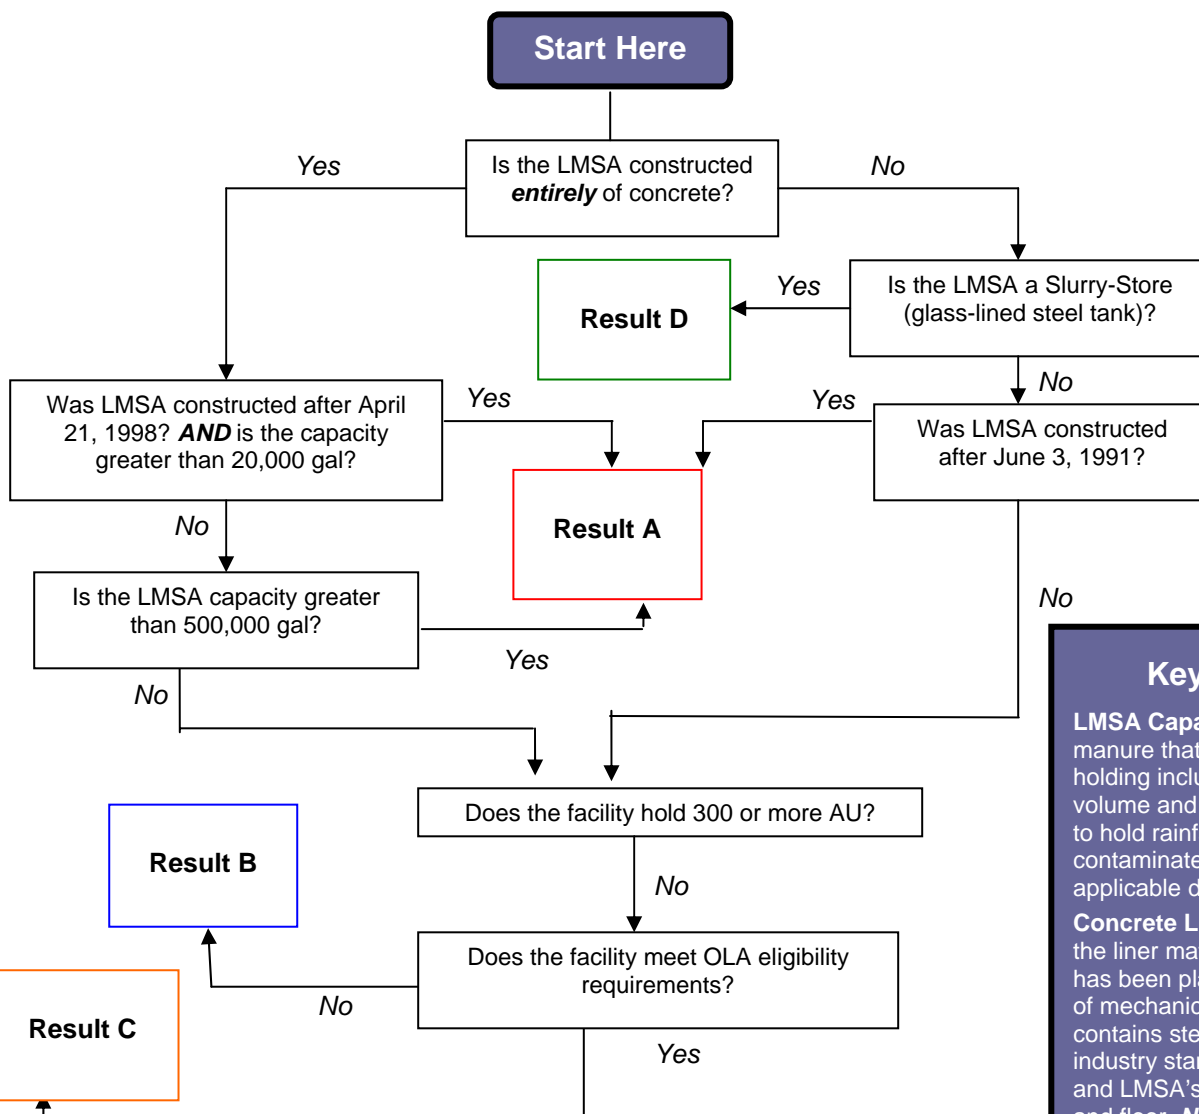 Start Here
Yes
Is the LMSA constructed
entirely of concrete?
No
Result D
Yes
Is the LMSA a Slurry-Store
(glass-lined steel tank)?
No
Was LMSA constructed after April
21, 1998? AND is the capacity
greater than 20,000 gal?
Yes
Yes
Was LMSA constructed
after June 3, 1991?
Result A
No
Is the LMSA capacity greater
than 500,000 gal?
Yes
No
No
Does the facility hold 300 or more AU?
Result B
No
Does the facility meet OLA eligibility
requirements?
No
Yes
Result C
Key
LMSA Capa
manure that
holding inclu
volume and
to hold rainf
contaminate
applicable d
Concrete L
the liner ma
has been pla
of mechanic
contains ste
industry star
and LMSA's